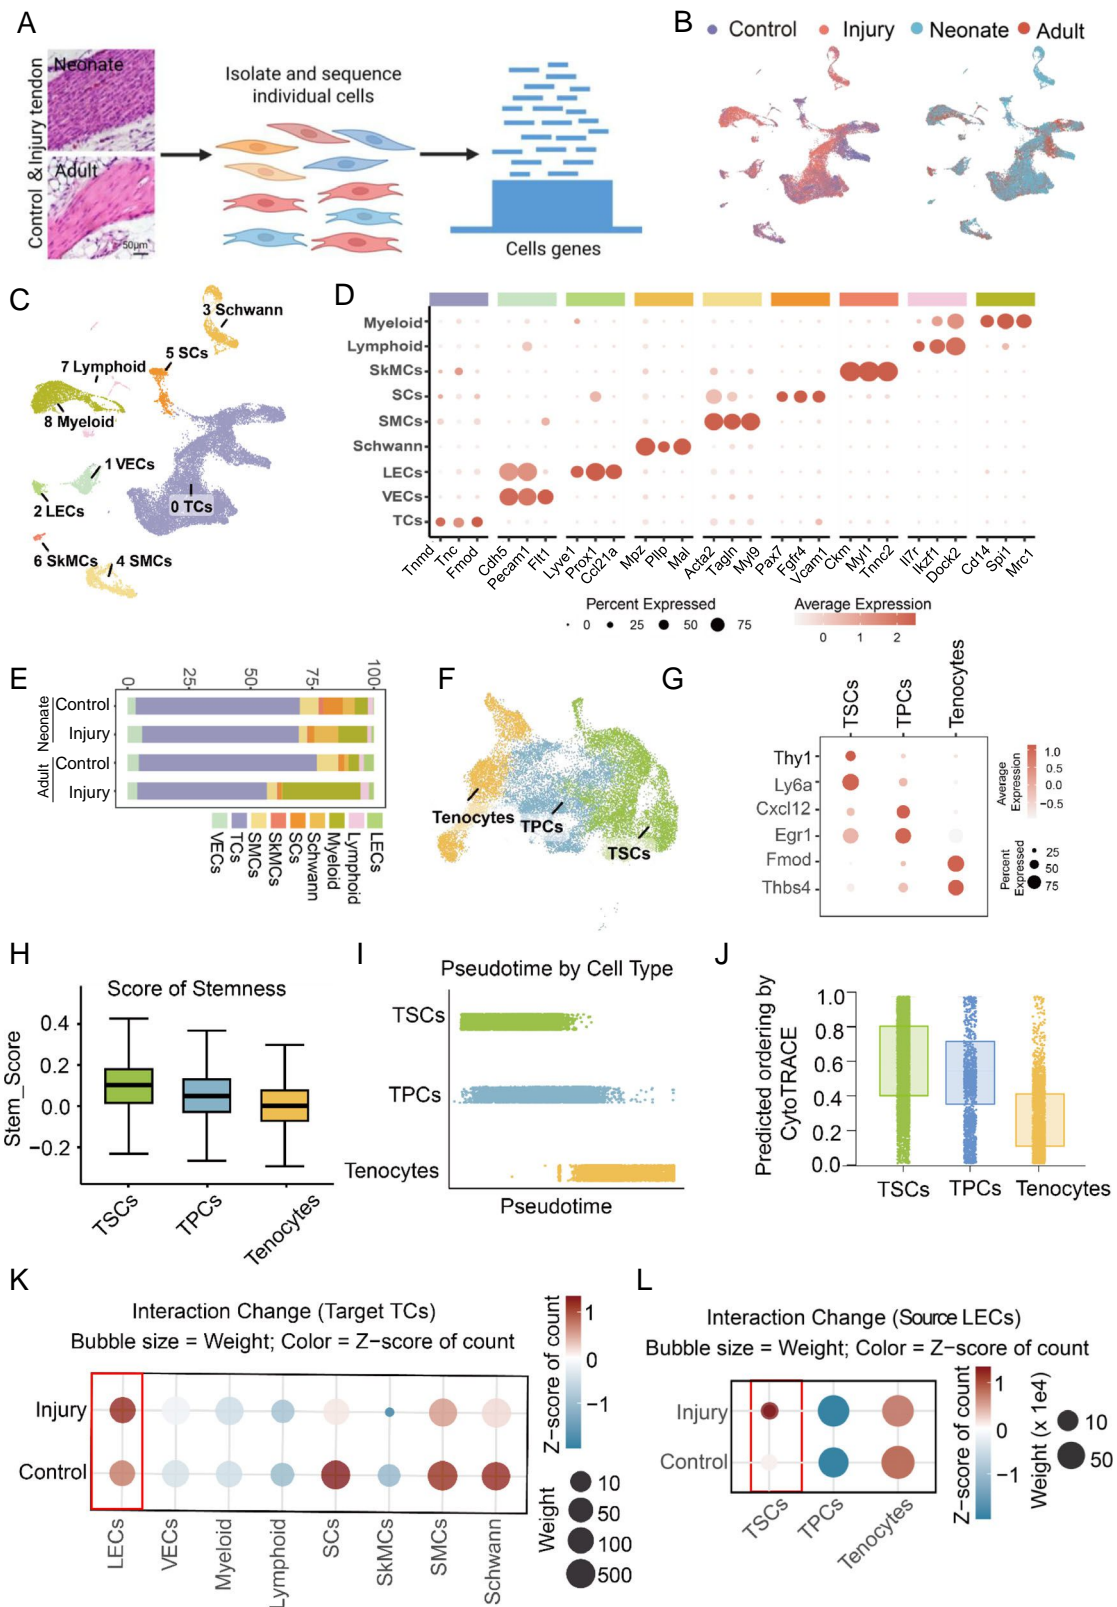 A
Control & Injury tendon
Neonate
Adult
50μm
Isolate and sequence
individual cells
Cells genes
B
Control
Injury
Neonate
Adult
C
3 Schwann
5 SCs
7 Lymphoid
8 Myeloid
1 VECs
2 LECs
0 TCs
6 SkMCs
4 SMCs
D
Myeloid
Lymphoid
SkMCs
SCs
SMCs
Schwann
LECs
VECs
TCs
Tnmd
Tnc
Fmod
Cdh5
Pecam1
Flt1
Lyve1
Prox1
Ccl21a
Mpz
Pllp
Mal
Acta2
Tagln
Myl9
Pax7
Fgfr4
Vcam1
Ckm
Myl1
Tnnc2
Il7r
Ikzf1
Dock2
Cd14
Spi1
Mrc1
Percent Expressed
0 25 50 75
Average Expression
0 1 2
E
0 25 50 75 100
Neonate
Control
Injury
Adult
Control
Injury
VECs
TCs
SMCs
SkMCs
SCs
Schwann
Myeloid
Lymphoid
LECs
F
Tenocytes
TPCs
TSCs
G
TSCs
TPCs
Tenocytes
Thy1
Ly6a
Cxcl12
Egr1
Fmod
Thbs4
Average
Expression
1.0
0.5
0.0
−0.5
Percent
Expressed
25
50
75
H
Score of Stemness
Stem_Score
0.4
0.2
0.0
−0.2
TSCs
TPCs
Tenocytes
I
Pseudotime by Cell Type
TSCs
TPCs
Tenocytes
Pseudotime
J
Predicted ordering by
CytoTRACE
1.0
0.8
0.6
0.4
0.2
0.0
TSCs
TPCs
Tenocytes
K
Interaction Change (Target TCs)
Bubble size = Weight; Color = Z−score of count
Injury
Control
LECs
VECs
Myeloid
Lymphoid
SCs
SkMCs
SMCs
Schwann
Z−score of count
1
0
−1
Weight
10
50
100
500
L
Interaction Change (Source LECs)
Bubble size = Weight; Color = Z−score of count
Injury
Control
TSCs
TPCs
Tenocytes
Z−score of count
1
0
−1
Weight (x 1e4)
10
50